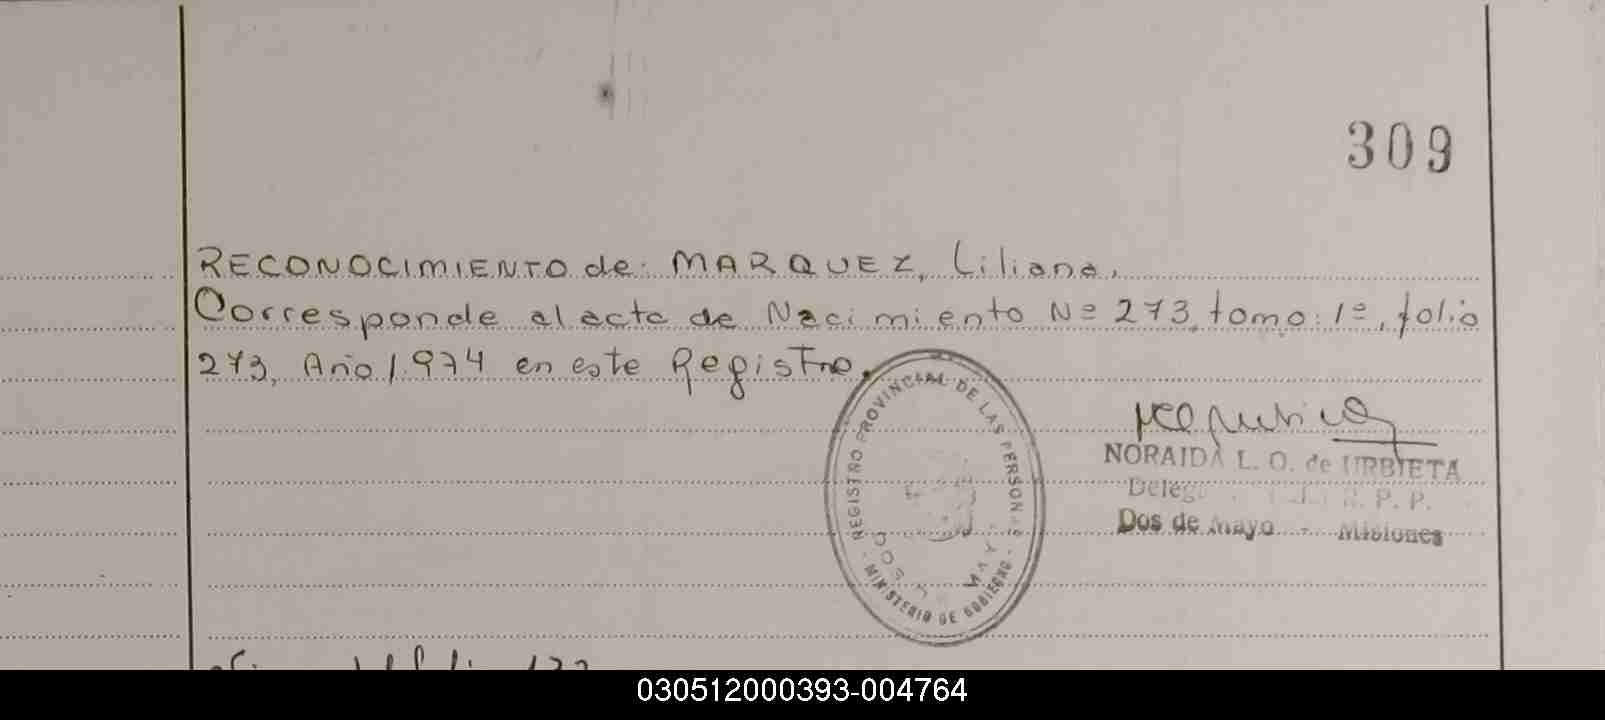 309
RECONOCIMIENTO de: MARQUEZ, Liliana.
Corresponde al acta de Nacimiento Nº 273, tomo: 1º, folio
273, Año 1.974 en este Registro.
REGISTRO PROVINCIAL DE LAS PERSONAS
MINISTERIO DE GOBIERNO
NORAIDA L. O. de URBIETA
R. P. P.
Dos de Mayo - Misiones
030512000393-004764